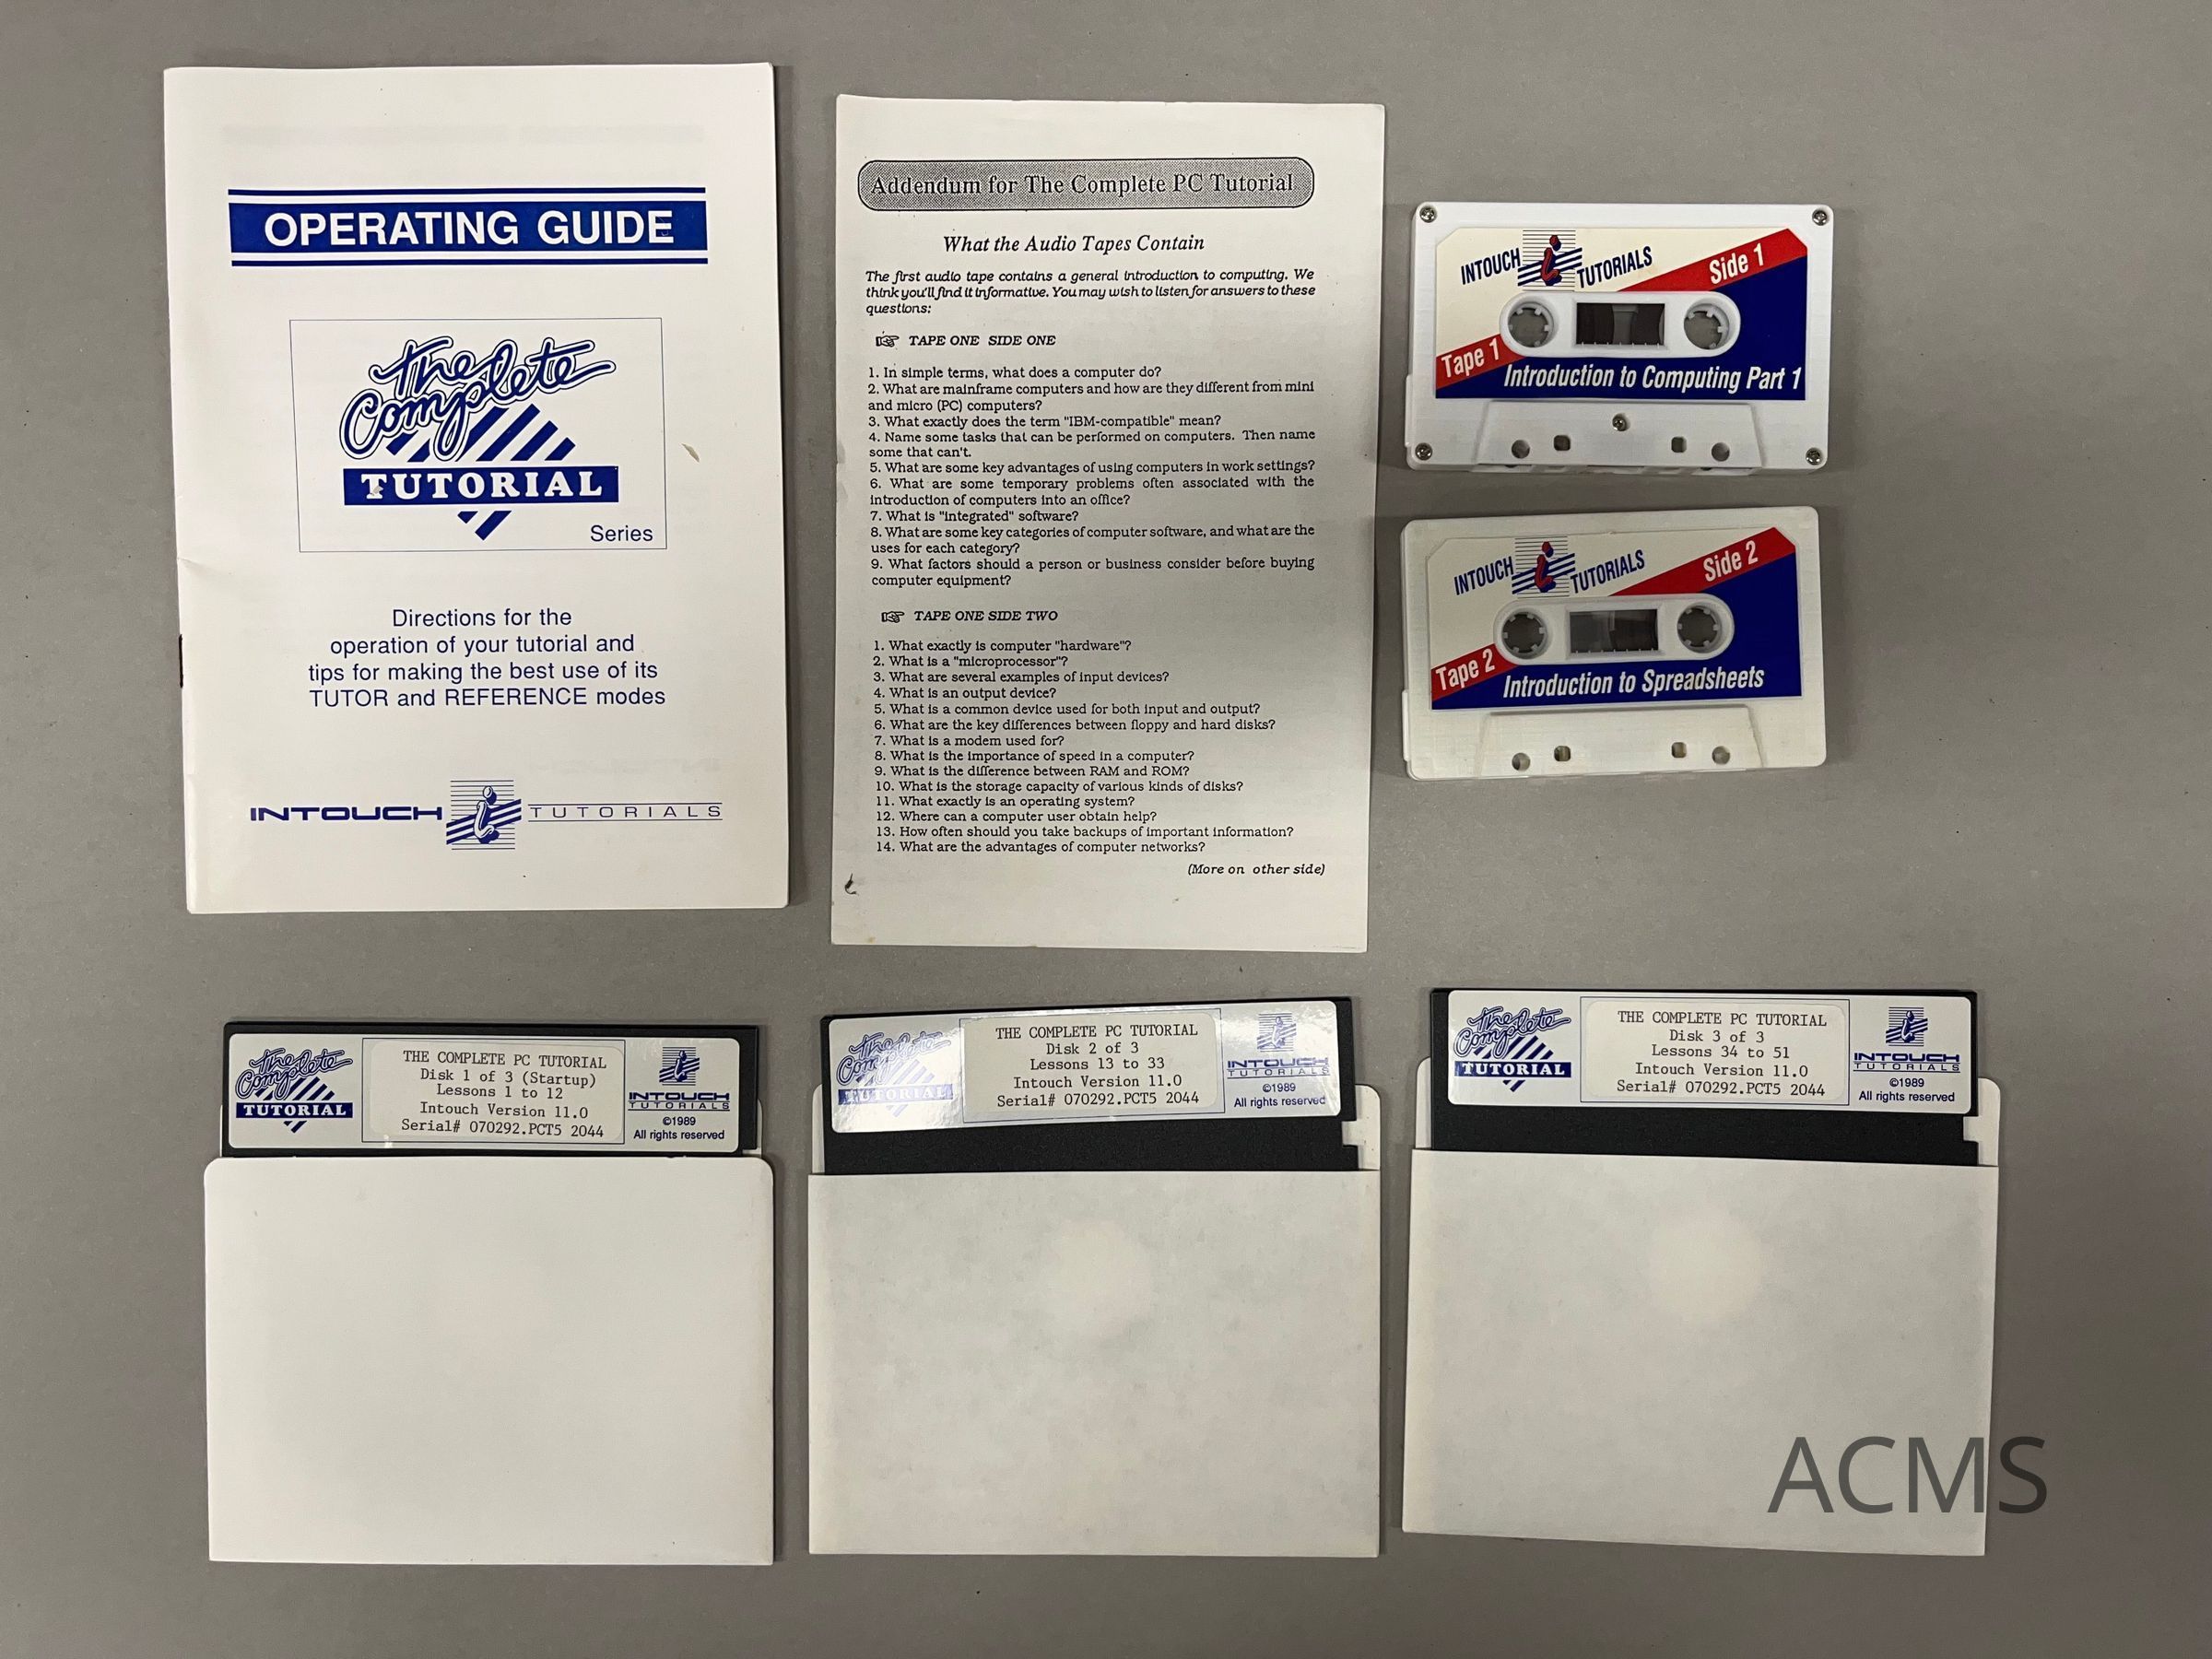 OPERATING GUIDE
The
Complete
TUTORIAL
Series
Directions for the
operation of your tutorial and
tips for making the best use of its
TUTOR and REFERENCE modes
INTOUCH i TUTORIALS
Addendum for The Complete PC Tutorial
What the Audio Tapes Contain
The first audio tape contains a general introduction to computing. We
think you'll find it informative. You may wish to listen for answers to these
questions:
TAPE ONE SIDE ONE
1. In simple terms, what does a computer do?
2. What are mainframe computers and how are they different from mini
and micro (PC) computers?
3. What exactly does the term "IBM-compatible" mean?
4. Name some tasks that can be performed on computers. Then name
some that can't.
5. What are some key advantages of using computers in work settings?
6. What are some temporary problems often associated with the
introduction of computers into an office?
7. What is "integrated" software?
8. What are some key categories of computer software, and what are the
uses for each category?
9. What factors should a person or business consider before buying
computer equipment?
TAPE ONE SIDE TWO
1. What exactly is computer "hardware"?
2. What is a "microprocessor"?
3. What are several examples of input devices?
4. What is an output device?
5. What is a common device used for both input and output?
6. What are the key differences between floppy and hard disks?
7. What is a modem used for?
8. What is the importance of speed in a computer?
9. What is the difference between RAM and ROM?
10. What is the storage capacity of various kinds of disks?
11. What exactly is an operating system?
12. Where can a computer user obtain help?
13. How often should you take backups of important information?
14. What are the advantages of computer networks?
(More on other side)
INTOUCH i TUTORIALS
Side 1
Tape 1
Introduction to Computing Part 1
INTOUCH i TUTORIALS
Side 2
Tape 2
Introduction to Spreadsheets
The
Complete
TUTORIAL
THE COMPLETE PC TUTORIAL
Disk 1 of 3 (Startup)
Lessons 1 to 12
Intouch Version 11.0
Serial# 070292.PCT5 2044
i
INTOUCH
TUTORIALS
©1989
All rights reserved
The
Complete
TUTORIAL
THE COMPLETE PC TUTORIAL
Disk 2 of 3
Lessons 13 to 33
Intouch Version 11.0
Serial# 070292.PCT5 2044
i
INTOUCH
TUTORIALS
©1989
All rights reserved
The
Complete
TUTORIAL
THE COMPLETE PC TUTORIAL
Disk 3 of 3
Lessons 34 to 51
Intouch Version 11.0
Serial# 070292.PCT5 2044
i
INTOUCH
TUTORIALS
©1989
All rights reserved
ACMS